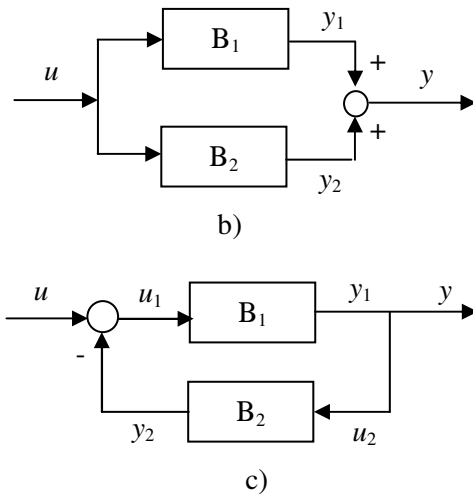 B₁
y₁
u
+
y
+
B₂
y₂
b)
u
u₁
B₁
y₁
y
-
B₂
y₂
u₂
c)